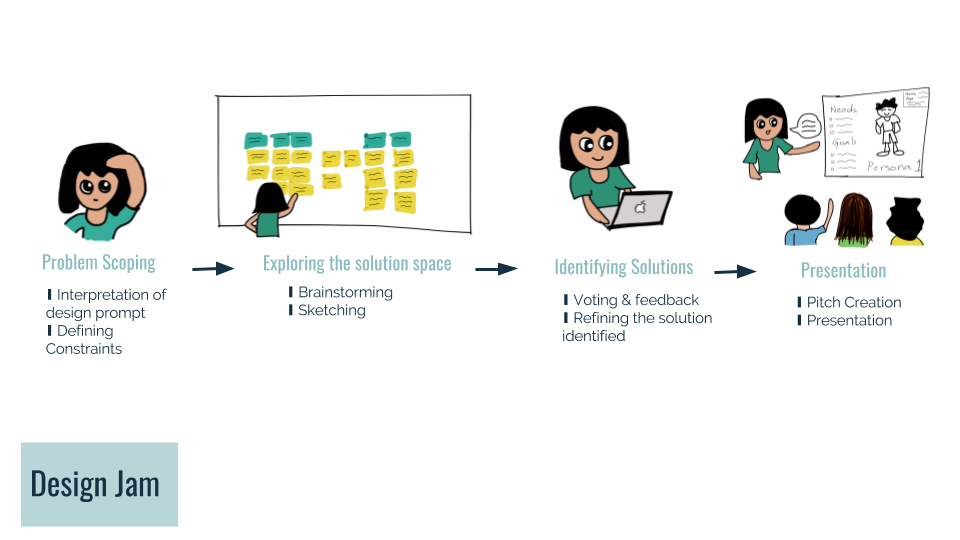 Needs
Goals
Persona 1
Problem Scoping
Exploring the solution space
Identifying Solutions
Presentation
Interpretation of
design prompt
Defining
Constraints
Brainstorming
Sketching
Voting & feedback
Refining the solution
identified
Pitch Creation
Presentation
Design Jam